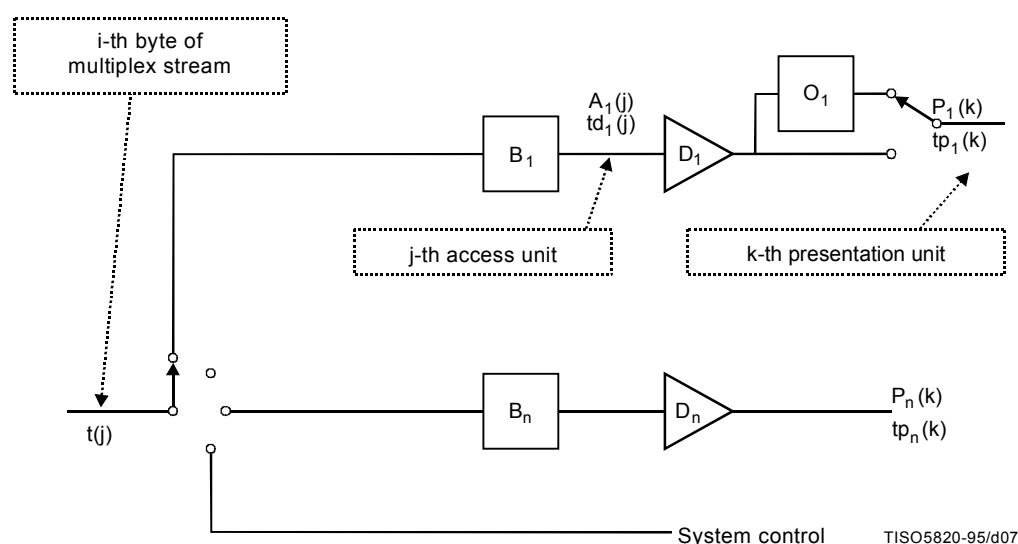 i-th byte of
multiplex stream
A1(j)
td1(j)
O1
P1(k)
tp1(k)
B1
D1
j-th access unit
k-th presentation unit
t(j)
Bn
Dn
Pn(k)
tpn(k)
System control
TISO5820-95/d07